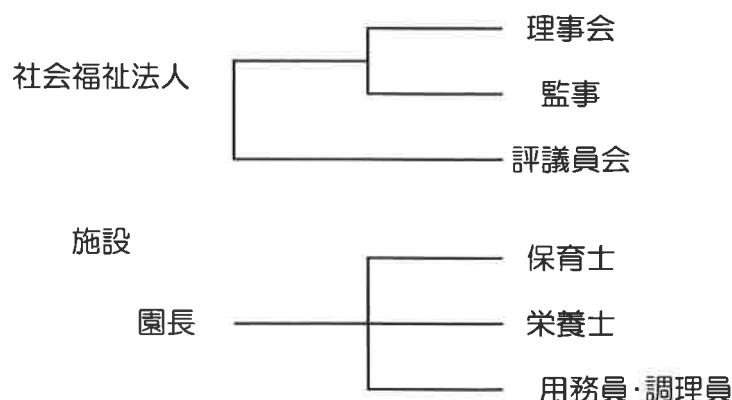 理事会
社会福祉法人
監事
評議員会
施設
保育士
園長
栄養士
用務員・調理員